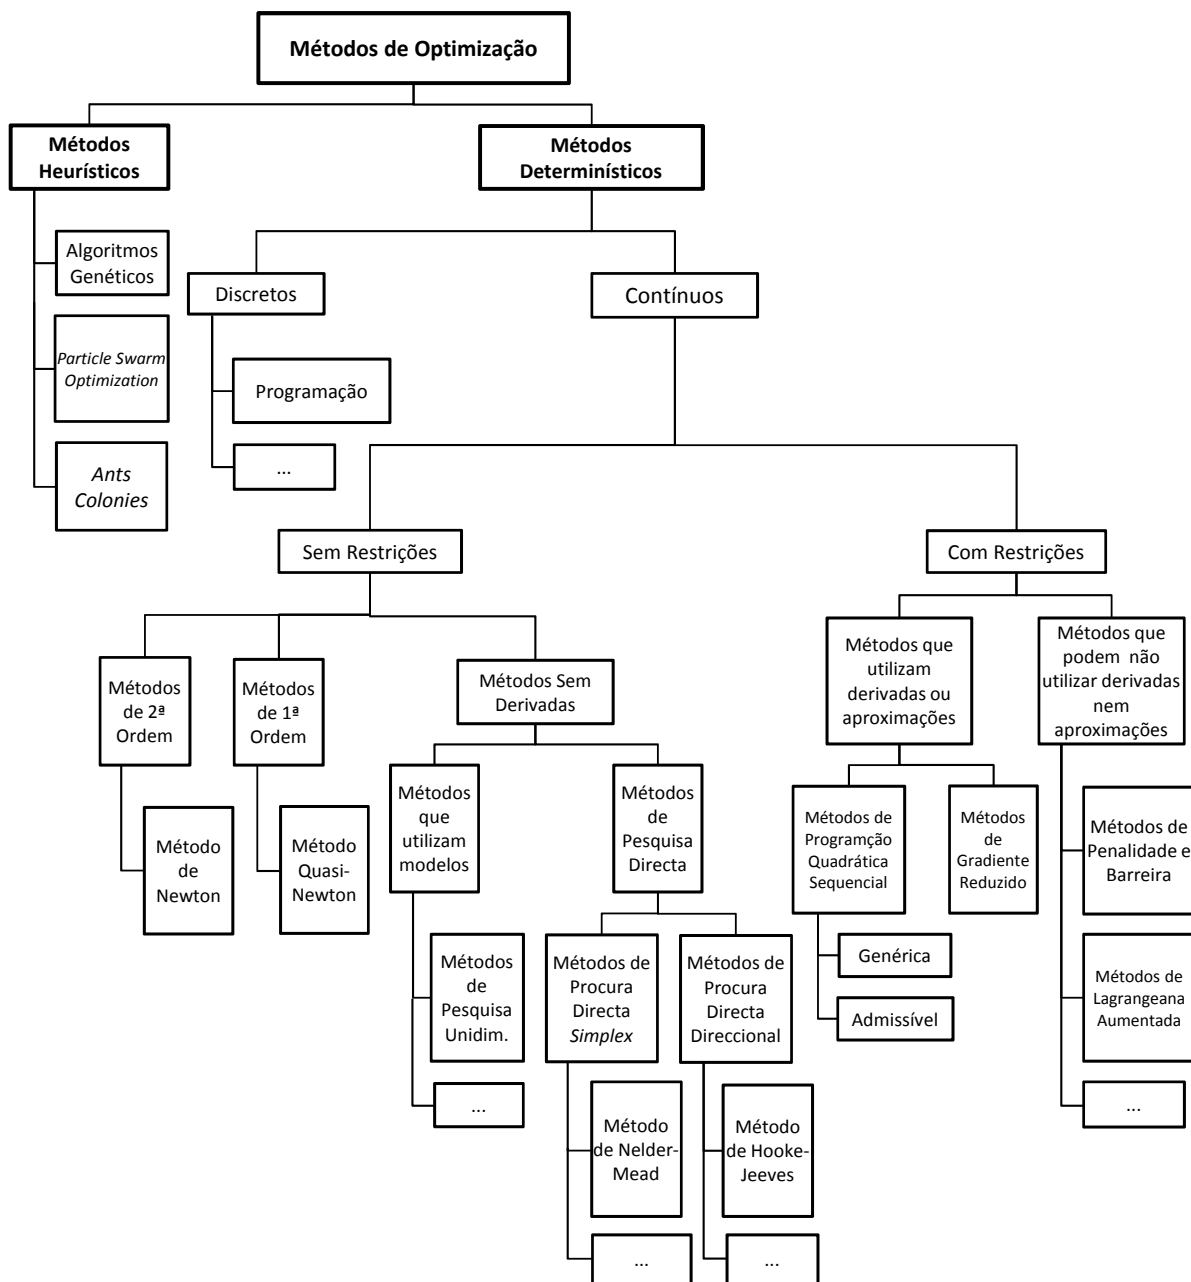 Métodos de Optimização
Métodos
Heurísticos
Métodos
Determinísticos
Algoritmos
Genéticos
Particle Swarm
Optimization
Ants
Colonies
Discretos
Contínuos
Programação
...
Sem Restrições
Com Restrições
Métodos
de 2ª
Ordem
Métodos
de 1ª
Ordem
Métodos Sem
Derivadas
Métodos que
utilizam
derivadas ou
aproximações
Métodos que
podem  não
utilizar derivadas
nem
aproximações
Método
de
Newton
Método
Quasi-
Newton
Métodos
que
utilizam
modelos
Métodos
de
Pesquisa
Directa
Métodos de
Programção
Quadrática
Sequencial
Métodos
de
Gradiente
Reduzido
Métodos de
Penalidade e
Barreira
Métodos
de
Pesquisa
Unidim.
...
Métodos de
Procura
Directa
Simplex
Métodos de
Procura
Directa
Direccional
Genérica
Admissível
Métodos de
Lagrangeana
Aumentada
...
Método
de Nelder-
Mead
...
Método
de Hooke-
Jeeves
...